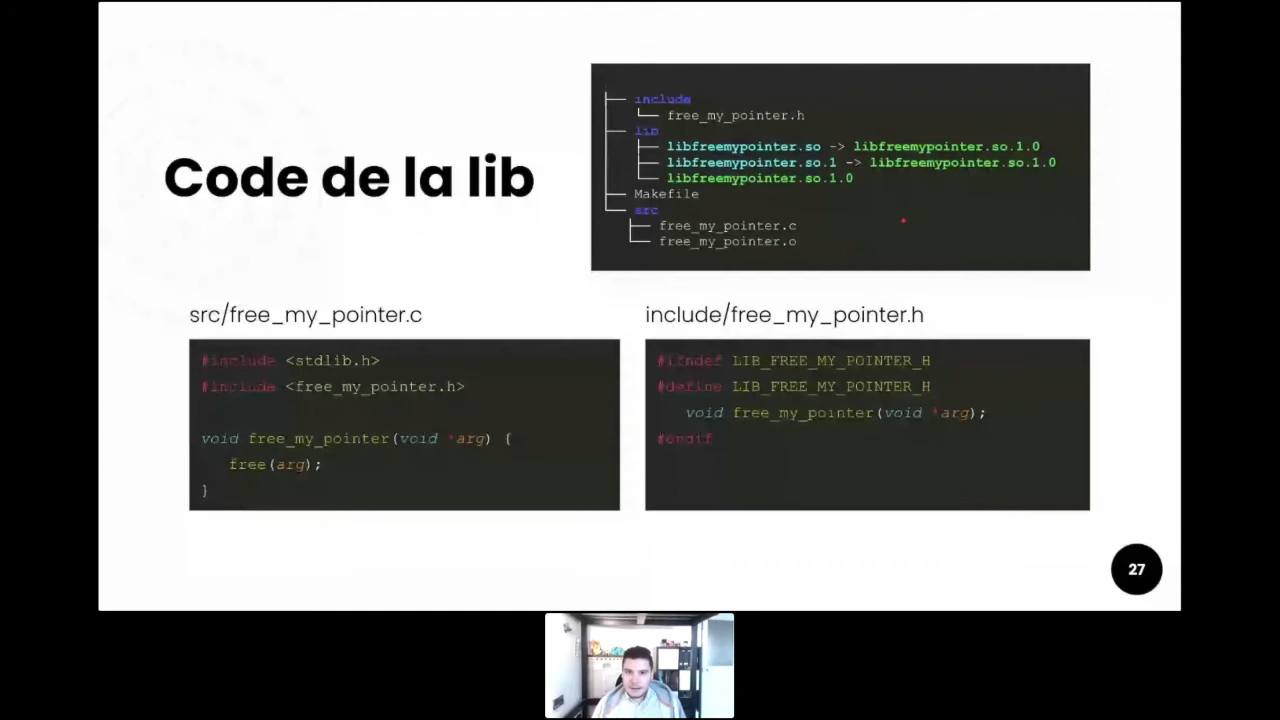 Code de la lib
├── include
│   └── free_my_pointer.h
├── lib
│   ├── libfreemypointer.so -> libfreemypointer.so.1.0
│   ├── libfreemypointer.so.1 -> libfreemypointer.so.1.0
│   └── libfreemypointer.so.1.0
├── Makefile
└── src
    ├── free_my_pointer.c
    └── free_my_pointer.o
src/free_my_pointer.c
#include <stdlib.h>
#include <free_my_pointer.h>
void free_my_pointer(void *arg) {
free(arg);
}
include/free_my_pointer.h
#ifndef LIB_FREE_MY_POINTER_H
#define LIB_FREE_MY_POINTER_H
void free_my_pointer(void *arg);
#endif
27